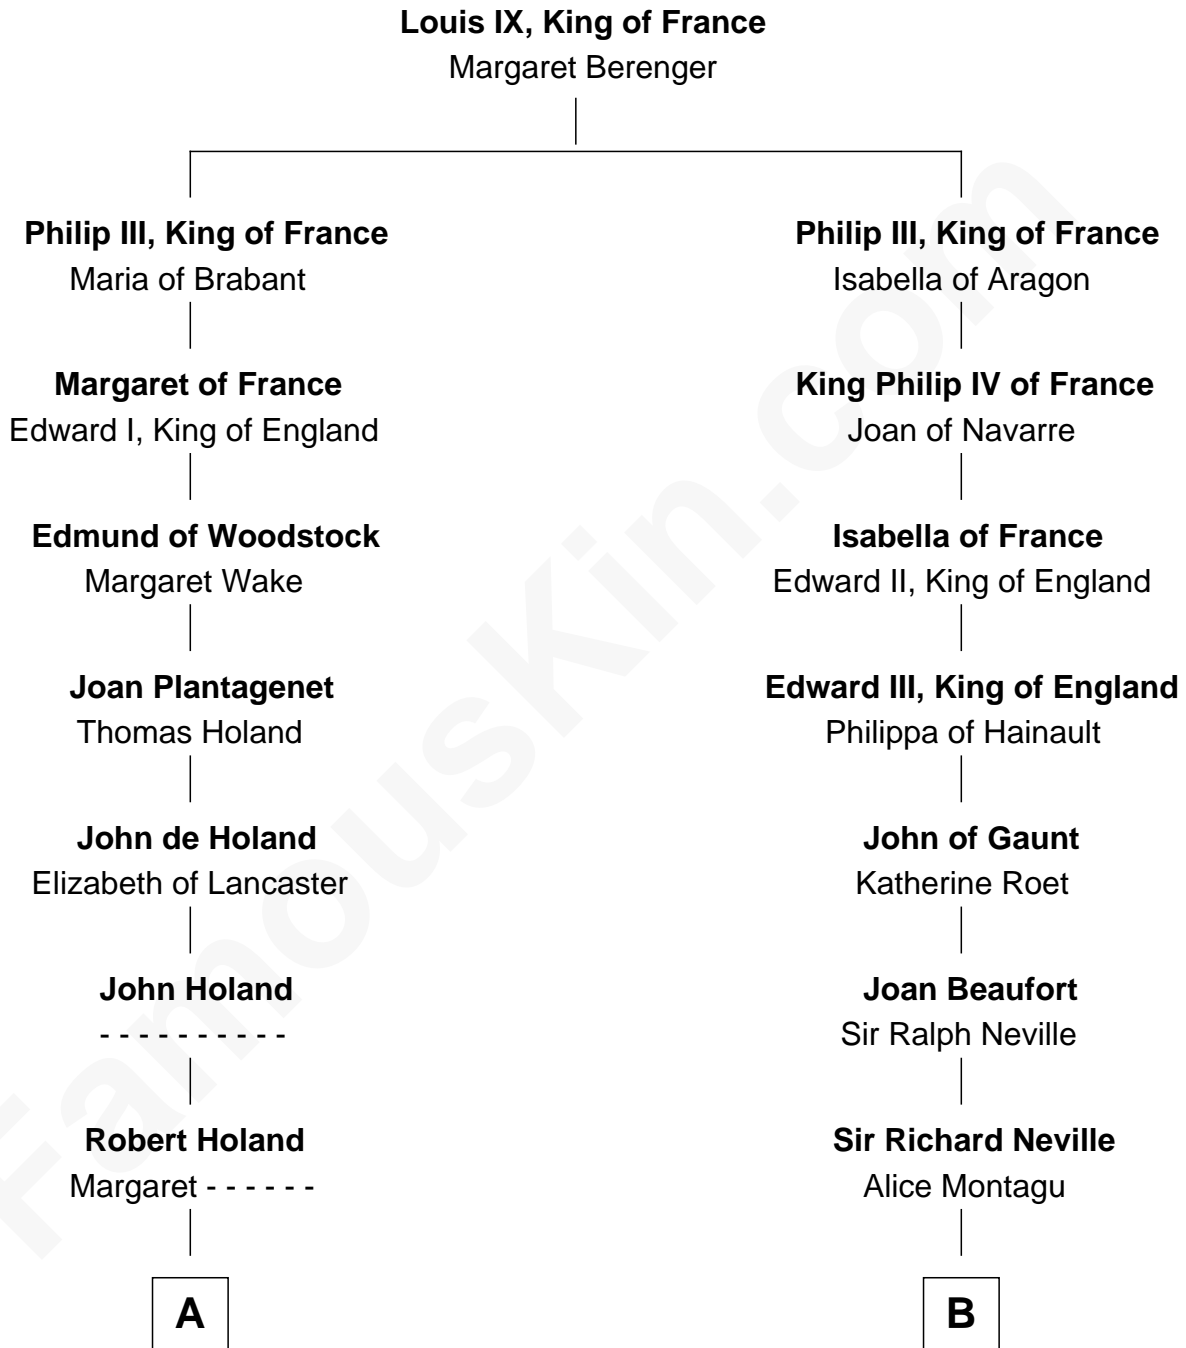 Louis IX, King of France
Margaret Berenger
Philip III, King of France
Maria of Brabant
Philip III, King of France
Isabella of Aragon
Margaret of France
Edward I, King of England
King Philip IV of France
Joan of Navarre
Edmund of Woodstock
Margaret Wake
Isabella of France
Edward II, King of England
Joan Plantagenet
Thomas Holand
Edward III, King of England
Philippa of Hainault
John de Holand
Elizabeth of Lancaster
John of Gaunt
Katherine Roet
John Holand
- - - - - - - - - -
Joan Beaufort
Sir Ralph Neville
Robert Holand
Margaret - - - - - -
Sir Richard Neville
Alice Montagu
A
B
FamousKin.com